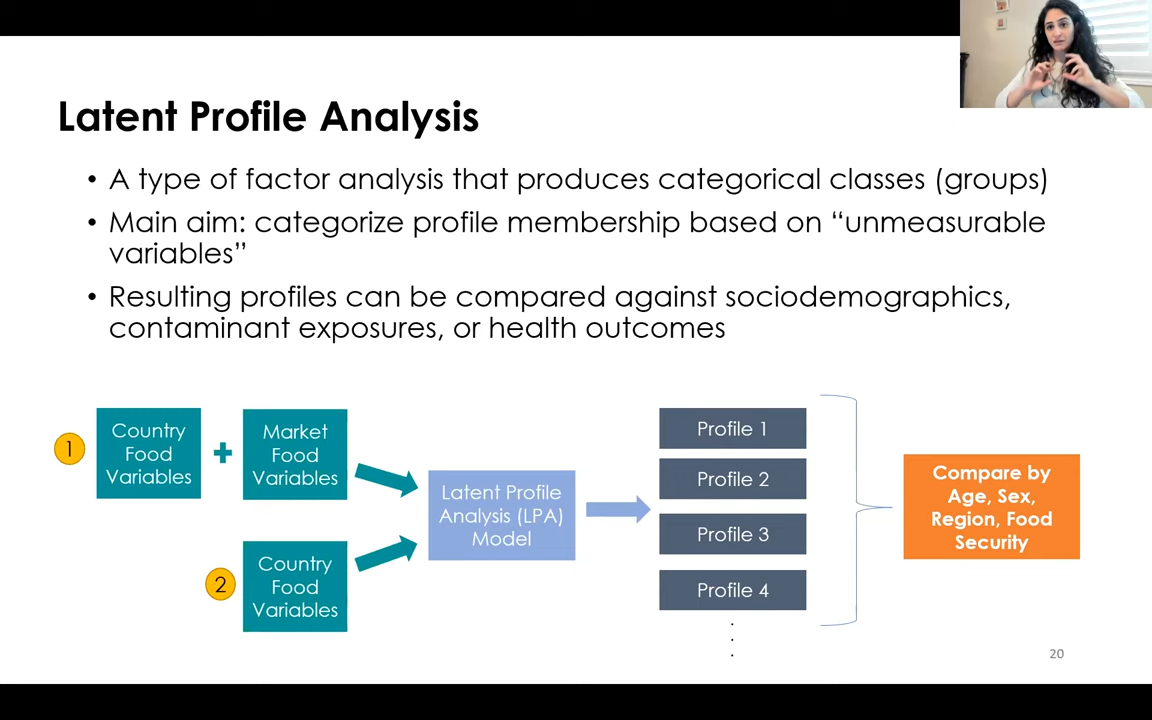 Latent Profile Analysis
• A type of factor analysis that produces categorical classes (groups)
• Main aim: categorize profile membership based on “unmeasurable
variables”
• Resulting profiles can be compared against sociodemographics,
contaminant exposures, or health outcomes
1
Country
Food
Variables
+
Market
Food
Variables
2
Country
Food
Variables
Latent Profile
Analysis (LPA)
Model
Profile 1
Profile 2
Profile 3
Profile 4
.
.
.
Compare by
Age, Sex,
Region, Food
Security
20